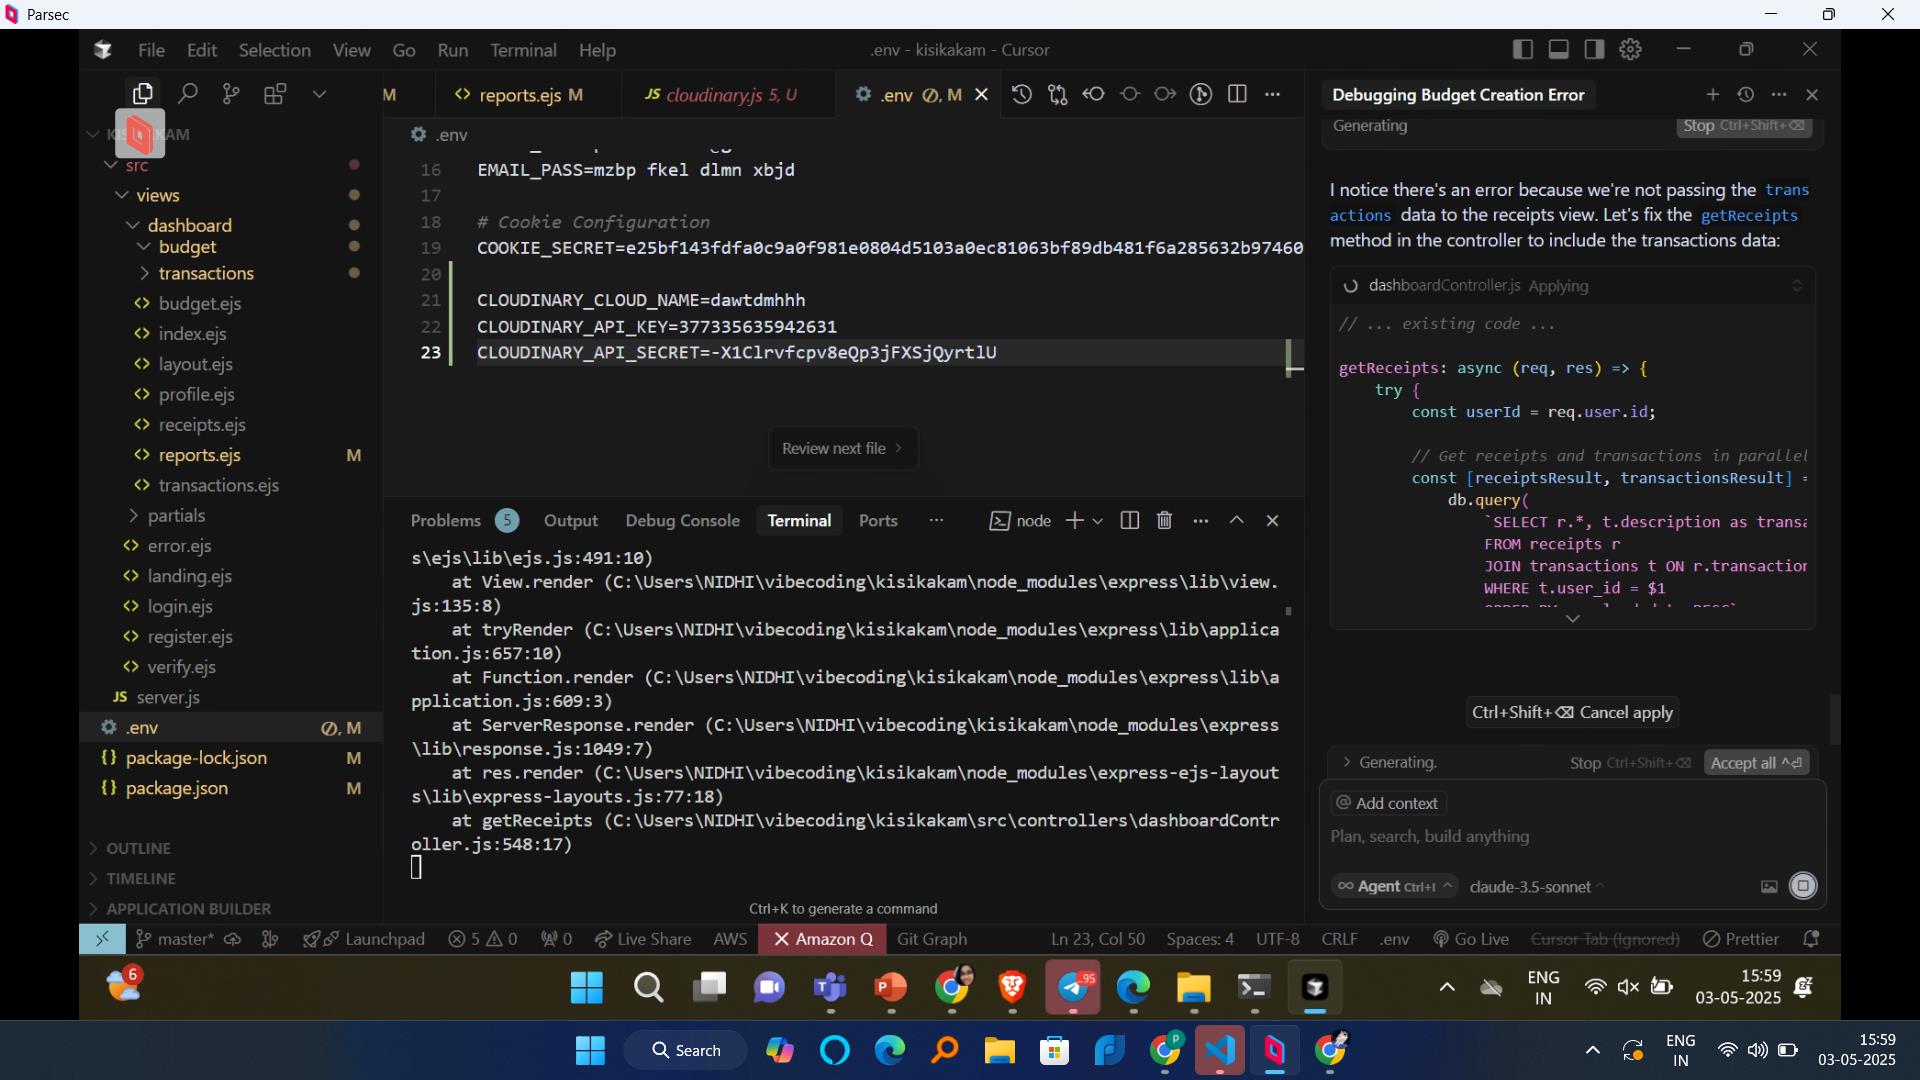 Parsec
File Edit Selection View Go Run Terminal Help
.env - kisikakam - Cursor
M
reports.ejs M
JS cloudinary.js 5, U
.env M
.env
Debugging Budget Creation Error
src
views
dashboard
budget
transactions
budget.ejs
index.ejs
layout.ejs
profile.ejs
receipts.ejs
reports.ejs M
transactions.ejs
partials
error.ejs
landing.ejs
login.ejs
register.ejs
verify.ejs
JS server.js
.env M
package-lock.json M
package.json M
OUTLINE
TIMELINE
APPLICATION BUILDER
16 EMAIL_PASS=mzbp fkel dlmn xbjd
17
18 # Cookie Configuration
19 COOKIE_SECRET=e25bf143fdfa0c9a0f981e0804d5103a0ec81063bf89db481f6a285632b97460
20
21 CLOUDINARY_CLOUD_NAME=dawtdmhhh
22 CLOUDINARY_API_KEY=377335635942631
23 CLOUDINARY_API_SECRET=-X1Clrvfcpv8eQp3jFXSjQyrtlU
Review next file
Problems 5 Output Debug Console Terminal Ports
node
s\ejs\lib\ejs.js:491:10)
at View.render (C:\Users\NIDHI\vibecoding\kisikakam\node_modules\express\lib\view.
js:135:8)
at tryRender (C:\Users\NIDHI\vibecoding\kisikakam\node_modules\express\lib\applica
tion.js:657:10)
at Function.render (C:\Users\NIDHI\vibecoding\kisikakam\node_modules\express\lib\a
pplication.js:609:3)
at ServerResponse.render (C:\Users\NIDHI\vibecoding\kisikakam\node_modules\express
\lib\response.js:1049:7)
at res.render (C:\Users\NIDHI\vibecoding\kisikakam\node_modules\express-ejs-layout
s\lib\express-layouts.js:77:18)
at getReceipts (C:\Users\NIDHI\vibecoding\kisikakam\src\controllers\dashboardContr
oller.js:548:17)
Ctrl+K to generate a command
Generating
Stop Ctrl+Shift+⌫
I notice there's an error because we're not passing the trans
actions data to the receipts view. Let's fix the getReceipts
method in the controller to include the transactions data:
dashboardController.js Applying
// ... existing code ...
getReceipts: async (req, res) => {
try {
const userId = req.user.id;
// Get receipts and transactions in parallel
const [receiptsResult, transactionsResult] =
db.query(
`SELECT r.*, t.description as transa
FROM receipts r
JOIN transactions t ON r.transaction
WHERE t.user_id = $1
Ctrl+Shift+⌫ Cancel apply
Generating.
Stop Ctrl+Shift+⌫
Accept all ^⏎
@ Add context
Plan, search, build anything
∞ Agent Ctrl+I
claude-3.5-sonnet
master*
Launchpad
5 0
0
Live Share
AWS
Amazon Q
Git Graph
Ln 23, Col 50
Spaces: 4
UTF-8
CRLF
.env
Go Live
Cursor Tab (Ignored)
Prettier
6
95
ENG
IN
15:59
03-05-2025
Search
P
ENG
IN
15:59
03-05-2025